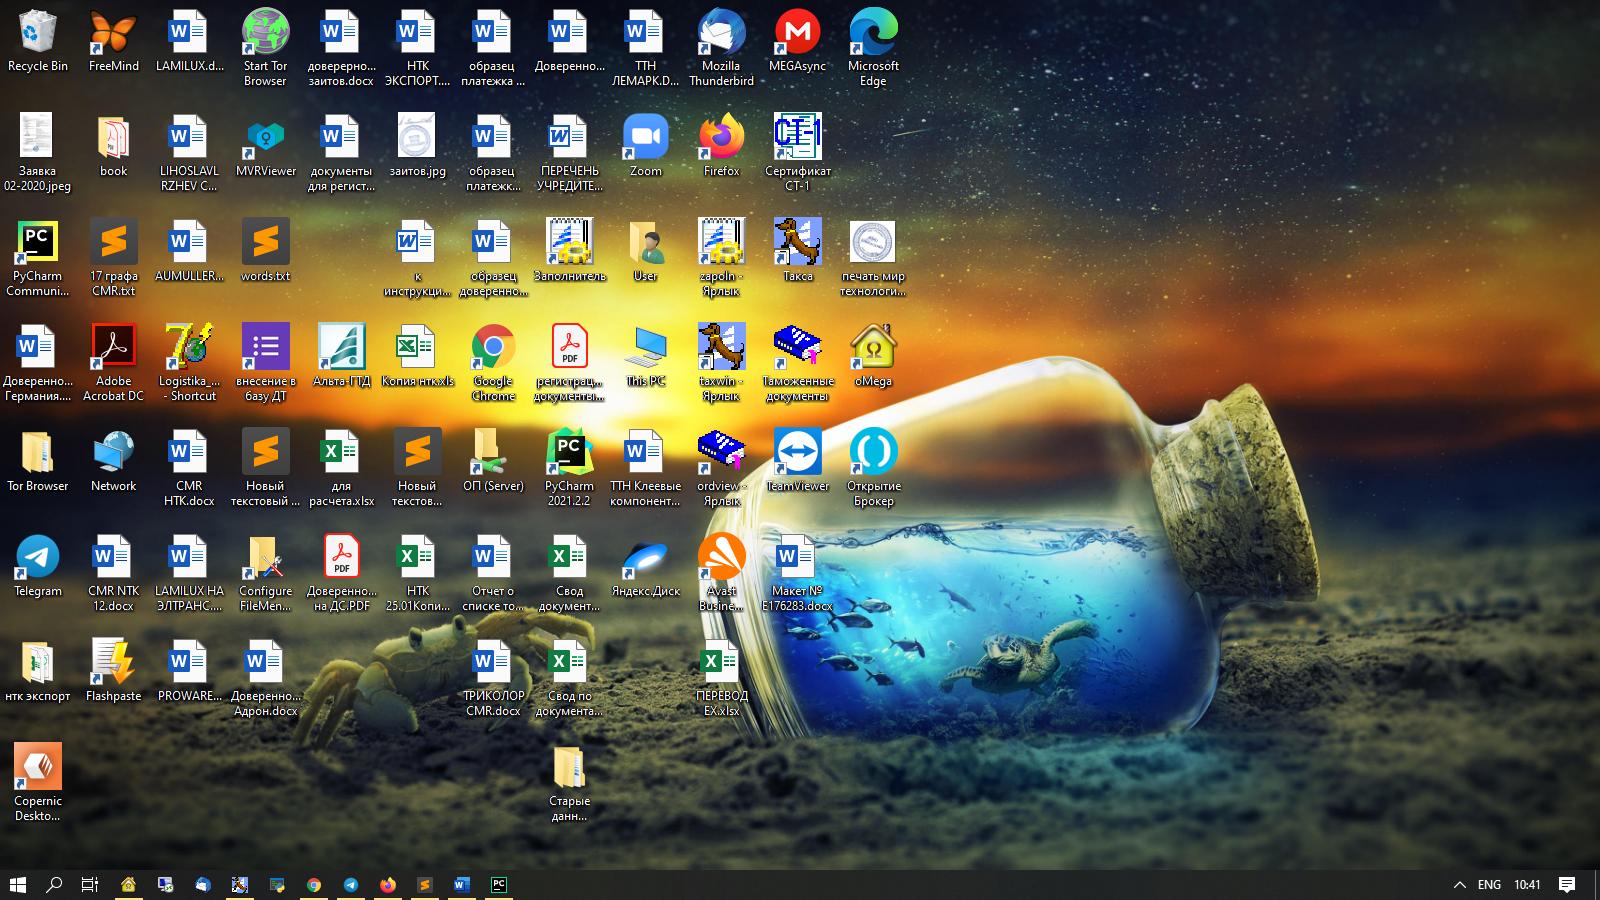 Recycle Bin
FreeMind
LAMILUX.d...
Start Tor
Browser
доверерно...
заитов.docx
НТК
ЭКСПОРТ....
образец
платежка ...
Доверенно...
ТТН
ЛЕМАРК.D...
Mozilla
Thunderbird
MEGAsync
Microsoft
Edge
Заявка
02-2020.jpeg
book
LIHOSLAVL
RZHEV C...
MVRViewer
документы
для регист...
заитов.jpg
образец
платежк...
ПЕРЕЧЕНЬ
УЧРЕДИТЕ...
Zoom
Firefox
СТ-1
Сертификат
СТ-1
PC
PyCharm
Communi...
17 графа
CMR.txt
AUMULLER...
words.txt
к
инструкци...
образец
доверенно...
Заполнитель
User
zapoln -
Ярлык
Такса
печать мир
технологи...
Доверенно...
Германия....
Adobe
Acrobat DC
Logistika_...
- Shortcut
внесение в
базу ДТ
Альта-ГТД
Копия нтк.xls
Google
Chrome
PDF
регистрац...
документы...
This PC
taxwin -
Ярлык
Таможенные
документы
oMega
Tor Browser
Network
CMR
НТК.docx
Новый
текстовый ...
для
расчета.xlsx
Новый
текстов...
ОП (Server)
PC
PyCharm
2021.2.2
ТТН Клеевые
компонент...
ordview -
Ярлык
TeamViewer
Открытие
Брокер
Telegram
CMR NTK
12.docx
LAMILUX НА
ЭЛТРАНС....
Configure
FileMen...
PDF
Доверенно...
на ДС.PDF
НТК
25.01Копи...
Отчет о
списке то...
Свод
документ...
Яндекс.Диск
Avast
Busine...
Макет №
E176283.docx
нтк экспорт
Flashpaste
PROWARE...
Доверенно...
Адрон.docx
ТРИКОЛОР
CMR.docx
Свод по
документа...
ПЕРЕВОД
EX.xlsx
Copernic
Deskto...
Старые
данн...
ENG
10:41